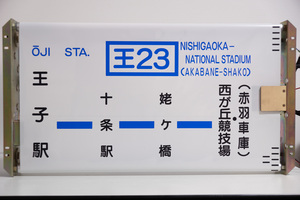 ŌJI STA.
王23
NISHIGAOKA-
NATIONAL STADIUM
(AKABANE-SHAKO)
王子駅
十条駅
姥ヶ橋
西が丘競技場
(赤羽車庫)